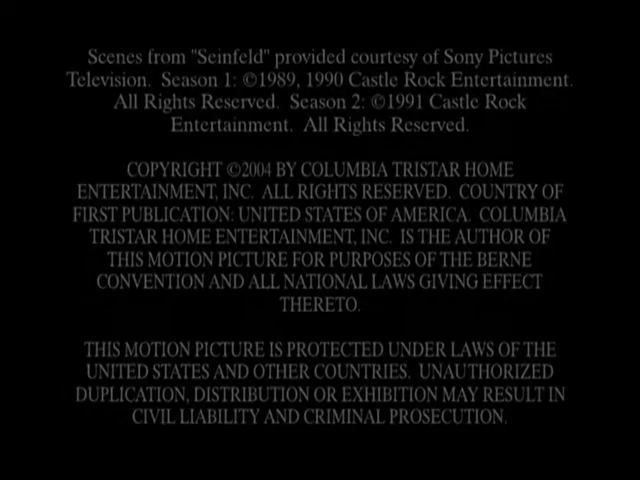 Scenes from "Seinfeld" provided courtesy of Sony Pictures
Television.  Season 1: ©1989, 1990 Castle Rock Entertainment.
All Rights Reserved.  Season 2: ©1991 Castle Rock
Entertainment.  All Rights Reserved.
COPYRIGHT ©2004 BY COLUMBIA TRISTAR HOME
ENTERTAINMENT, INC.  ALL RIGHTS RESERVED.  COUNTRY OF
FIRST PUBLICATION: UNITED STATES OF AMERICA.  COLUMBIA
TRISTAR HOME ENTERTAINMENT, INC.  IS THE AUTHOR OF
THIS MOTION PICTURE FOR PURPOSES OF THE BERNE
CONVENTION AND ALL NATIONAL LAWS GIVING EFFECT
THERETO.
THIS MOTION PICTURE IS PROTECTED UNDER LAWS OF THE
UNITED STATES AND OTHER COUNTRIES.  UNAUTHORIZED
DUPLICATION, DISTRIBUTION OR EXHIBITION MAY RESULT IN
CIVIL LIABILITY AND CRIMINAL PROSECUTION.